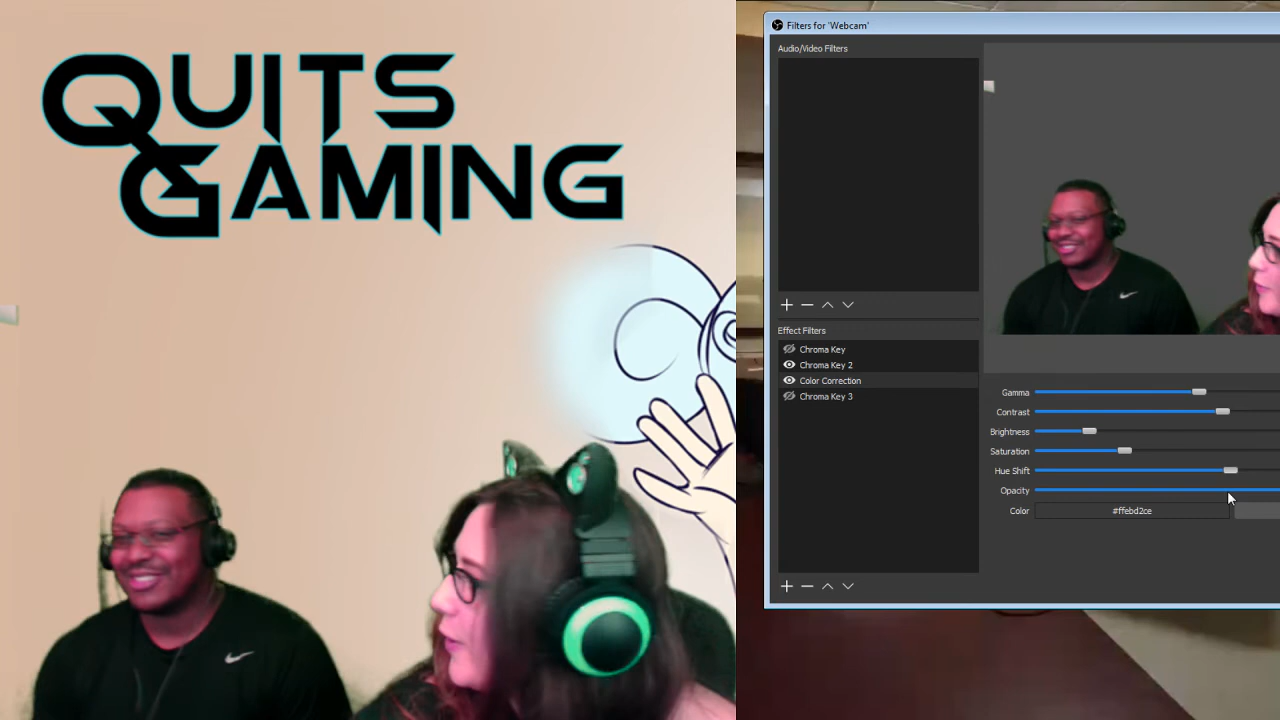 QUITS
GAMING
Filters for 'Webcam'
Audio/Video Filters
Effect Filters
Chroma Key
Chroma Key 2
Color Correction
Chroma Key 3
Gamma
Contrast
Brightness
Saturation
Hue Shift
Opacity
Color #ffebd2ce